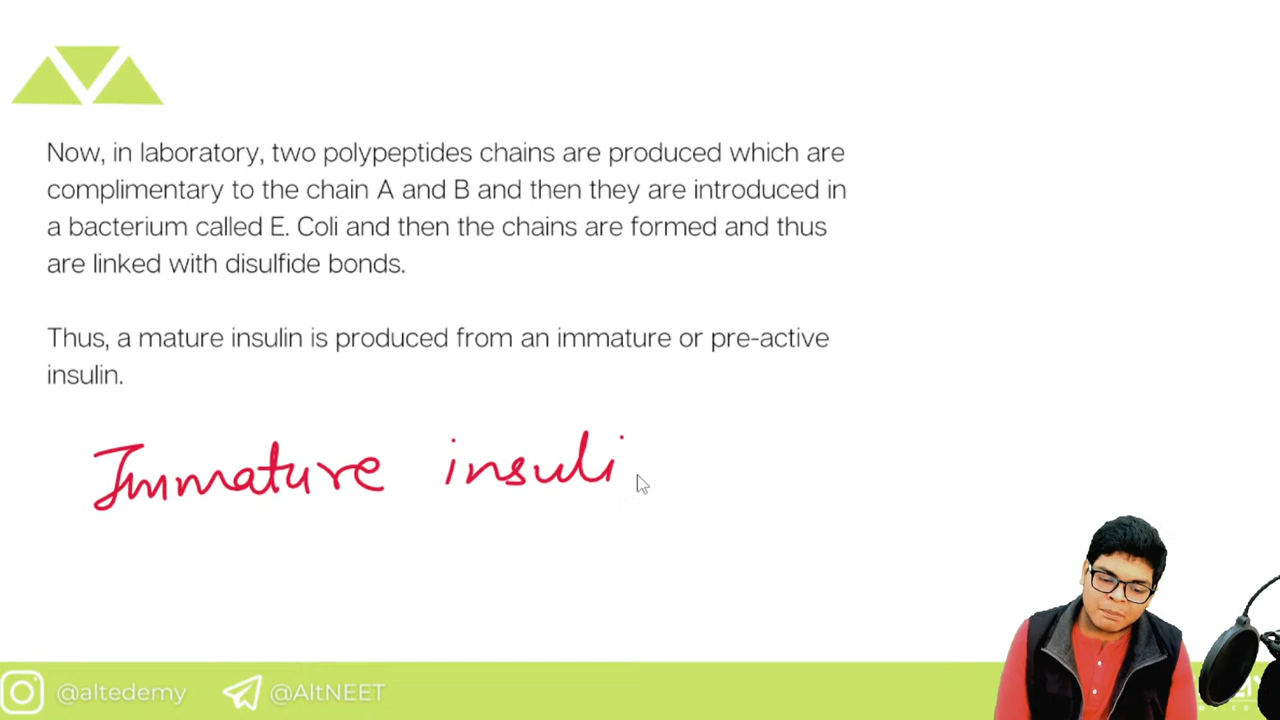 Now, in laboratory, two polypeptides chains are produced which are
complimentary to the chain A and B and then they are introduced in
a bacterium called E. Coli and then the chains are formed and thus
are linked with disulfide bonds.
Thus, a mature insulin is produced from an immature or pre-active
insulin.
Immature insuli
@altedemy @AltNEET